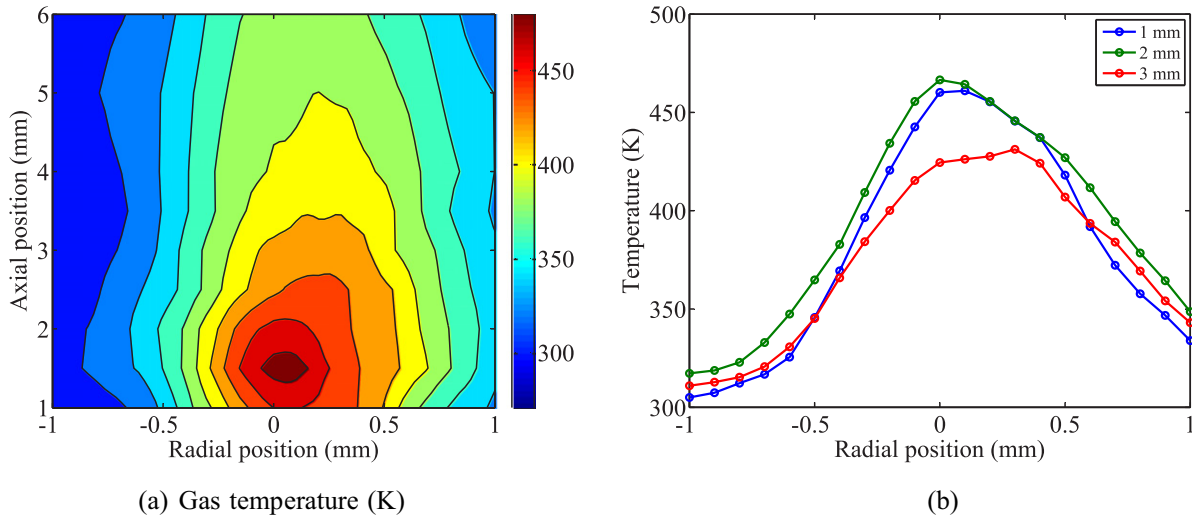 6
5
4
3
2
1
Axial position (mm)
-1
-0.5
0
0.5
1
Radial position (mm)
450
400
350
300
(a) Gas temperature (K)
500
450
400
350
300
Temperature (K)
1 mm
2 mm
3 mm
-1
-0.5
0
0.5
1
Radial position (mm)
(b)